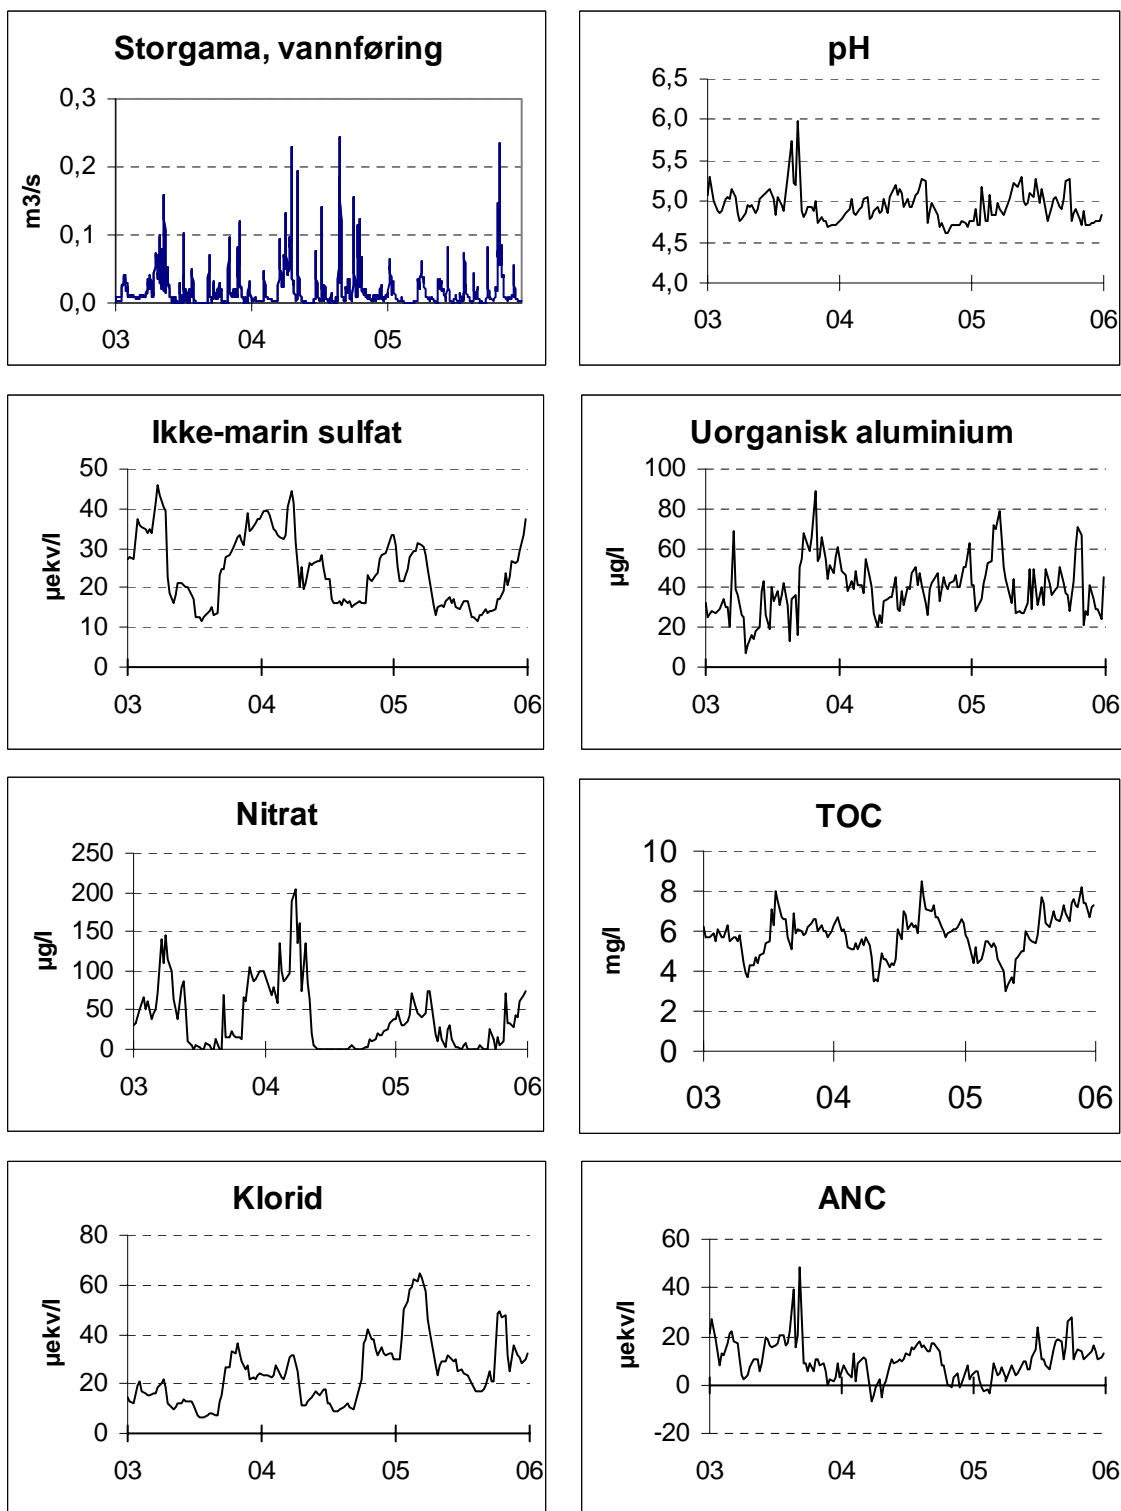 Storgama, vannføring
m3/s
0,3
0,2
0,1
0,0
03 04 05
pH
6,5
6,0
5,5
5,0
4,5
4,0
03 04 05 06
Ikke-marin sulfat
µekv/l
50
40
30
20
10
0
03 04 05 06
Uorganisk aluminium
µg/l
100
80
60
40
20
0
03 04 05 06
Nitrat
µg/l
250
200
150
100
50
0
03 04 05 06
TOC
mg/l
10
8
6
4
2
0
03 04 05 06
Klorid
µekv/l
80
60
40
20
0
03 04 05 06
ANC
µekv/l
60
40
20
0
-20
03 04 05 06